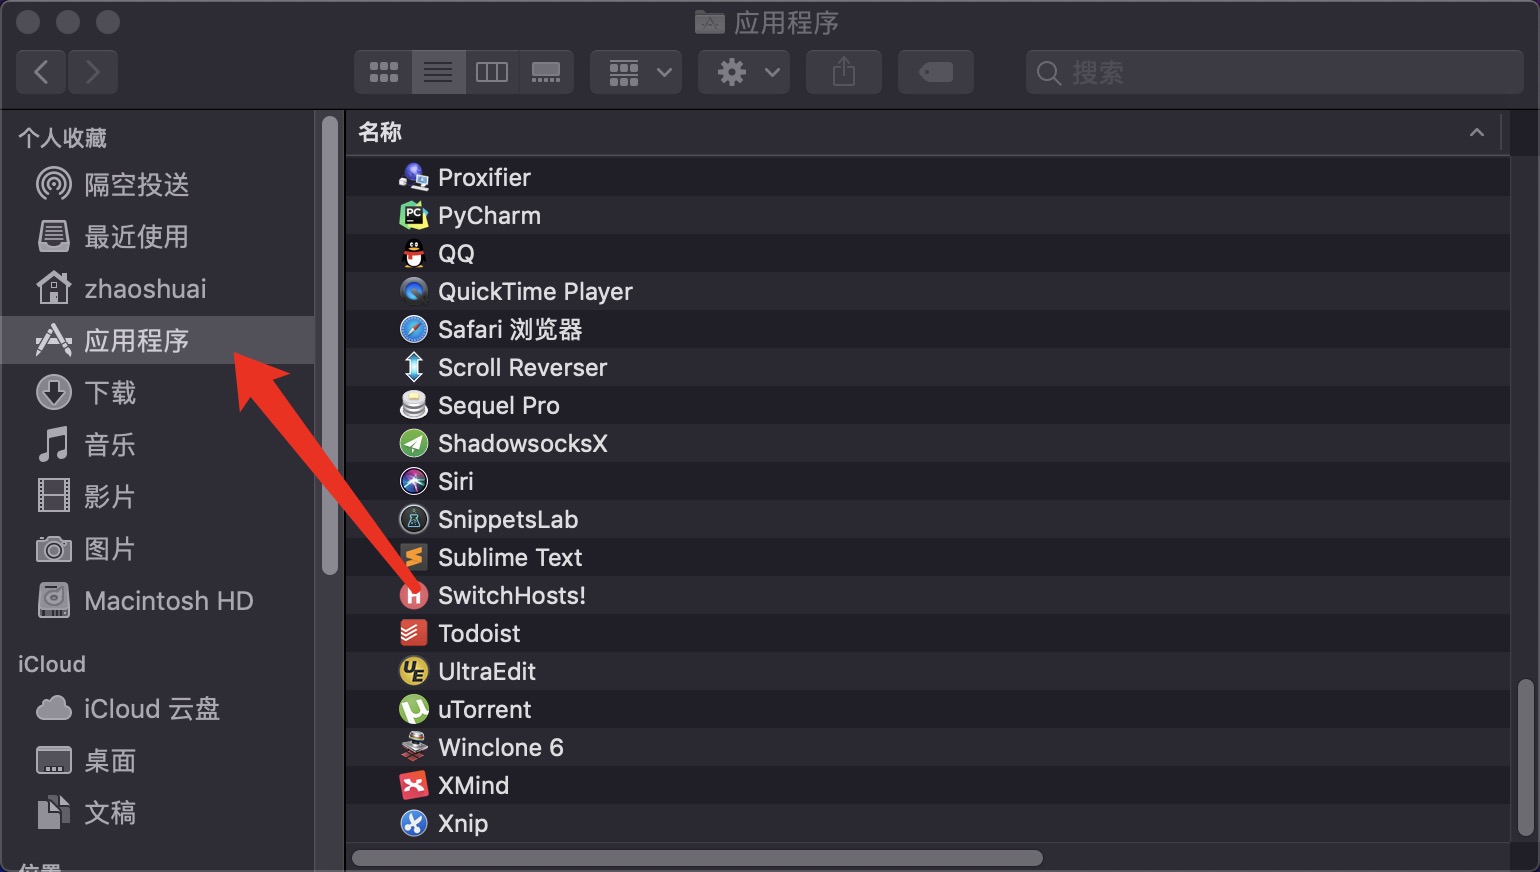 应用程序
搜索
个人收藏
隔空投送
最近使用
zhaoshuai
应用程序
下载
音乐
影片
图片
Macintosh HD
iCloud
iCloud 云盘
桌面
文稿
位置
名称
Proxifier
PyCharm
QQ
QuickTime Player
Safari 浏览器
Scroll Reverser
Sequel Pro
ShadowsocksX
Siri
SnippetsLab
Sublime Text
SwitchHosts!
Todoist
UltraEdit
uTorrent
Winclone 6
XMind
Xnip